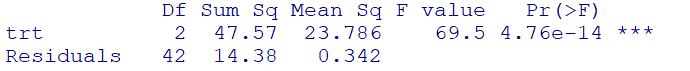 Df Sum Sq Mean Sq F value Pr(>F)
trt 2 47.57 23.786 69.5 4.76e-14 ***
Residuals 42 14.38 0.342